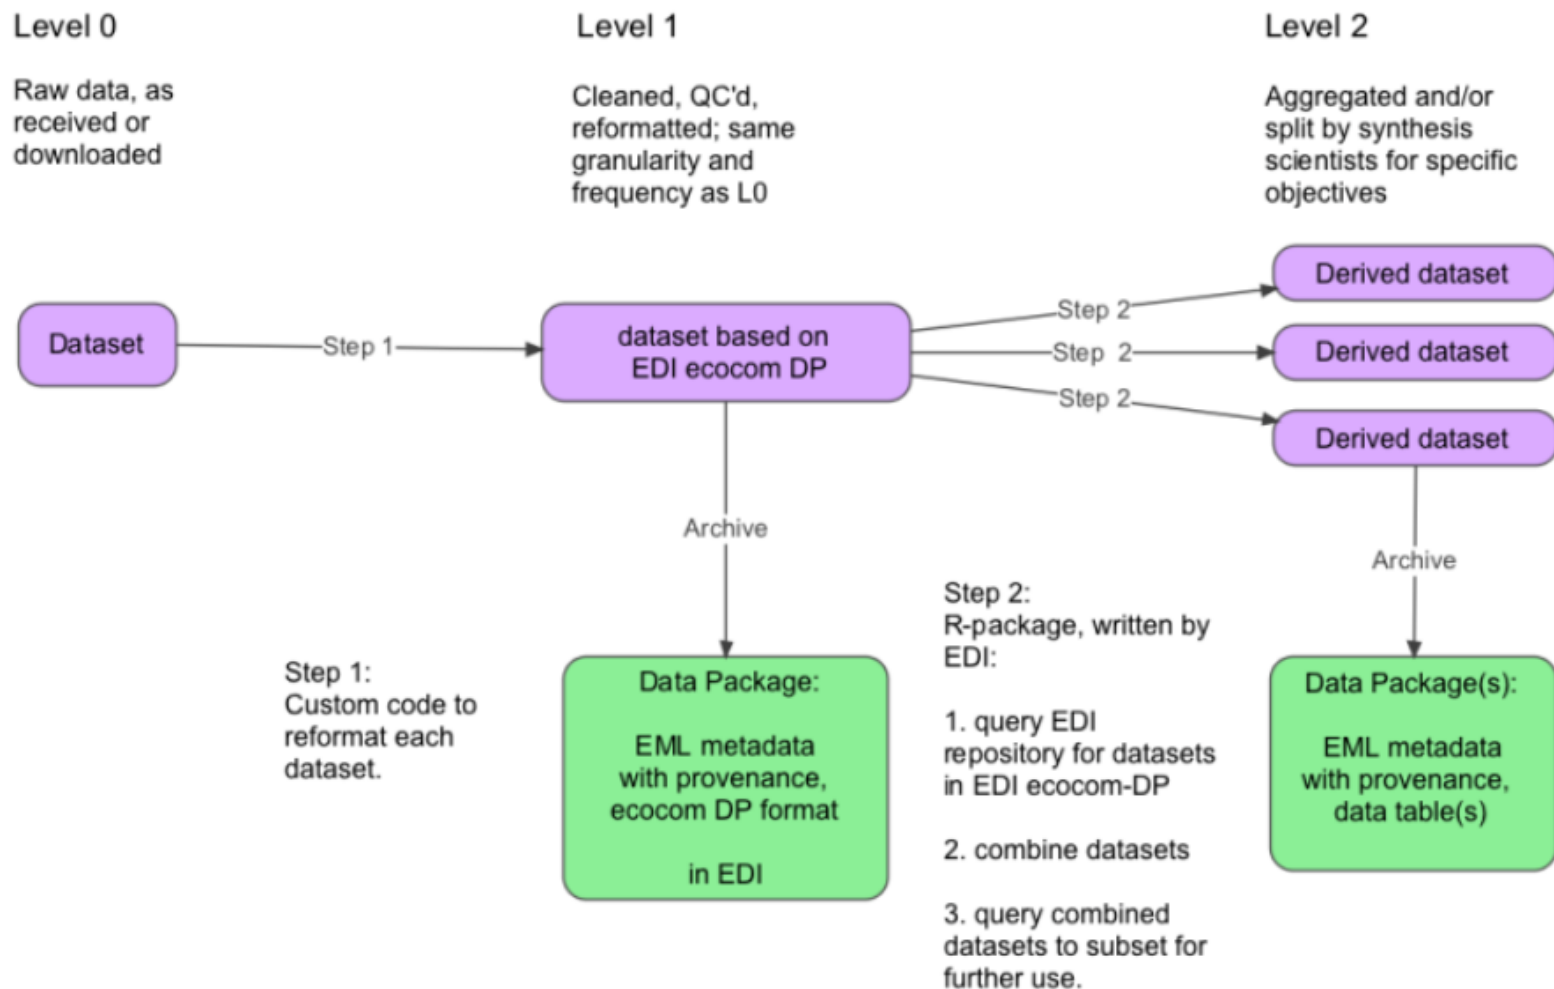 Level 0
Raw data, as
received or
downloaded
Level 1
Cleaned, QC'd,
reformatted; same
granularity and
frequency as L0
Level 2
Aggregated and/or
split by synthesis
scientists for specific
objectives
Dataset
Step 1
dataset based on
EDI ecocom DP
Step 2
Step 2
Step 2
Derived dataset
Derived dataset
Derived dataset
Archive
Archive
Step 1:
Custom code to
reformat each
dataset.
Data Package:
EML metadata
with provenance,
ecocom DP format
in EDI
Step 2:
R-package, written by
EDI:
1. query EDI
repository for datasets
in EDI ecocom-DP
2. combine datasets
3. query combined
datasets to subset for
further use.
Data Package(s):
EML metadata
with provenance,
data table(s)